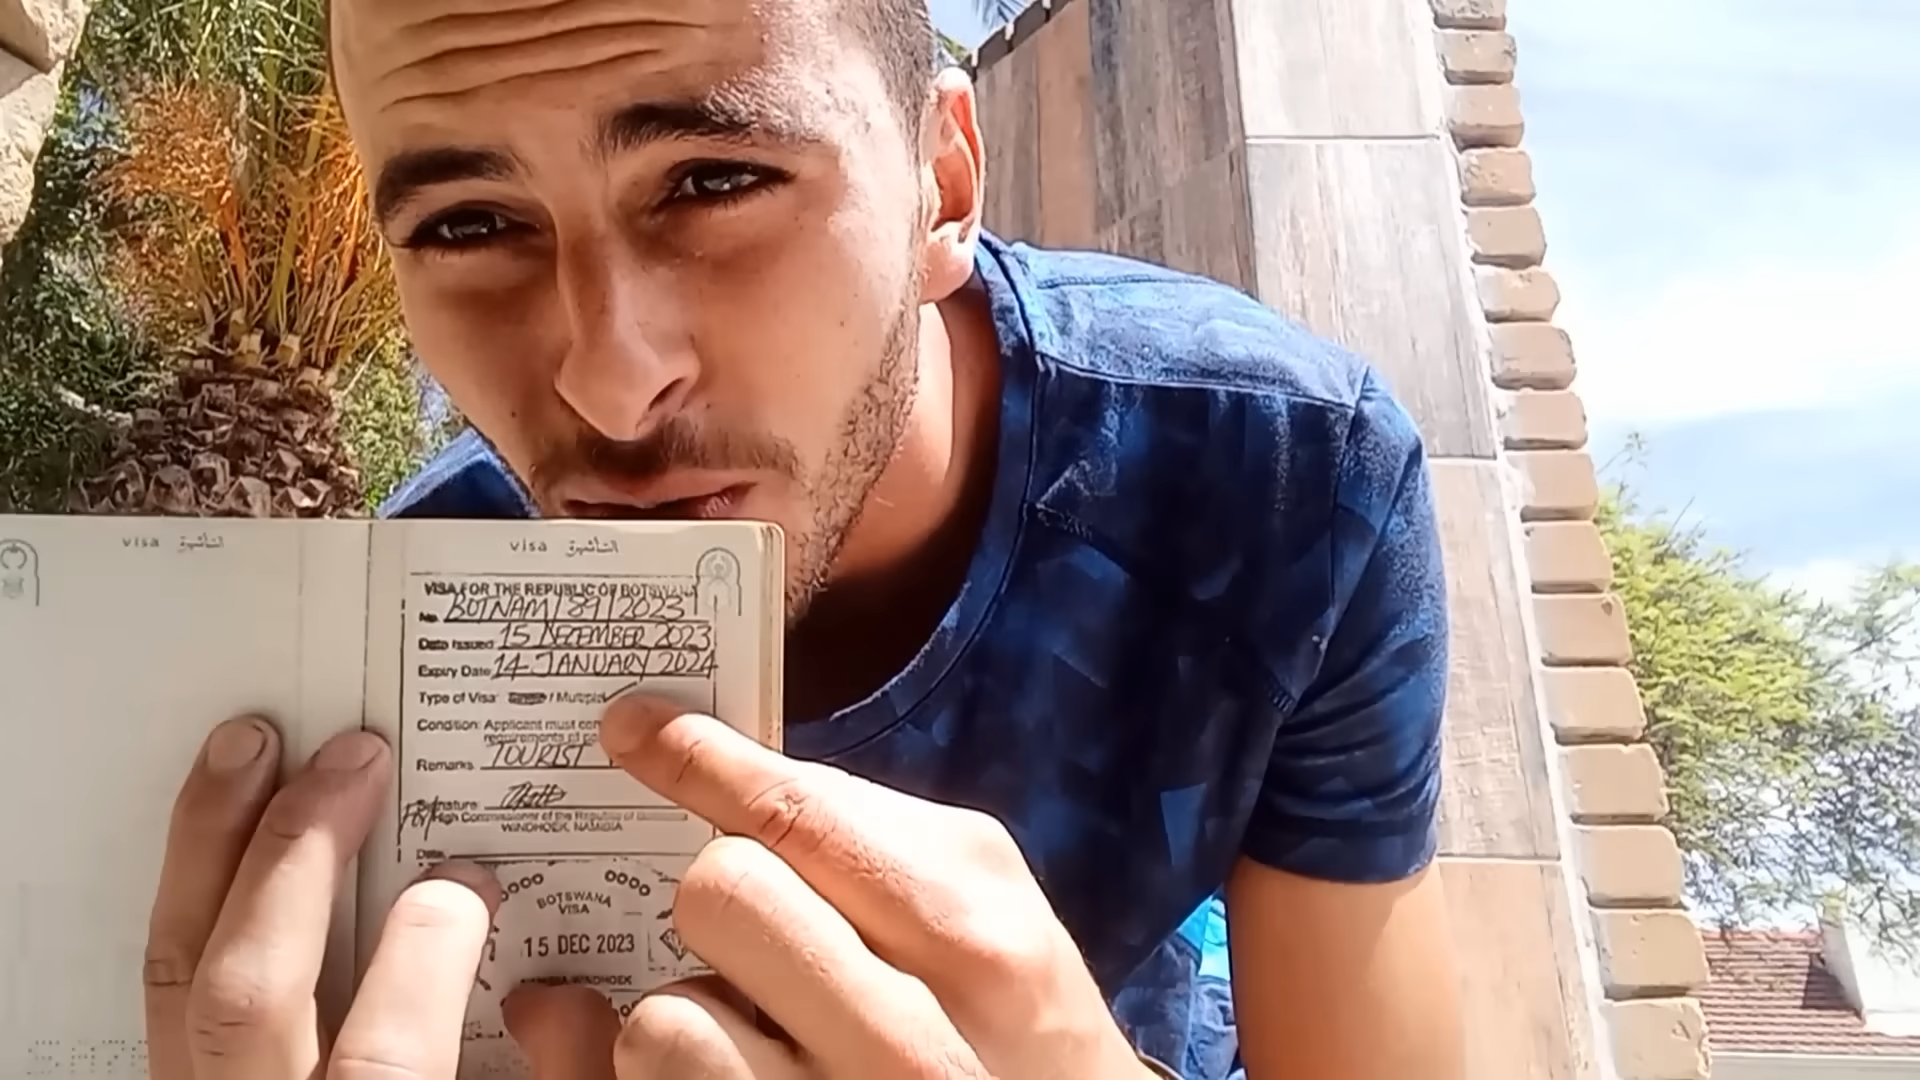 visa التأشيرة
visa التأشيرة
VISA FOR THE REPUBLIC OF BOTSWANA
No. BOTNAM/89/2023
Date Issued 15 DECEMBER 2023
Expiry Date: 14 JANUARY 2024
Type of Visa: / Multiple
Condition: Applicant must
requirements of
Remarks TOURIST
Signature:
For/High Commissioner of the Republic of Botswana
WINDHOEK, NAMIBIA
Date:
BOTSWANA
VISA
15 DEC 2023
NAMIBIA-WINDHOEK